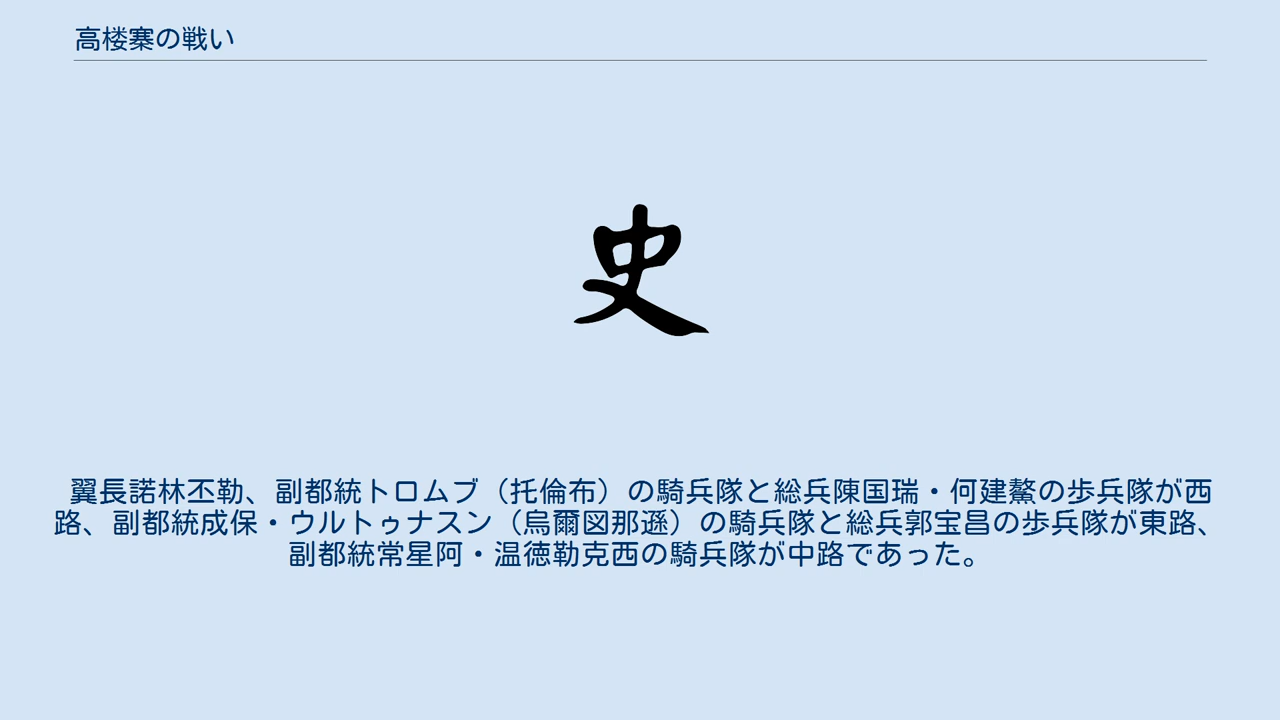 高楼寨の戦い
史
翼長諾林丕勒、副都統トロムブ（托倫布）の騎兵隊と総兵陳国瑞・何建鰲の歩兵隊が西
路、副都統成保・ウルトゥナスン（烏爾図那遜）の騎兵隊と総兵郭宝昌の歩兵隊が東路、
副都統常星阿・温徳勒克西の騎兵隊が中路であった。